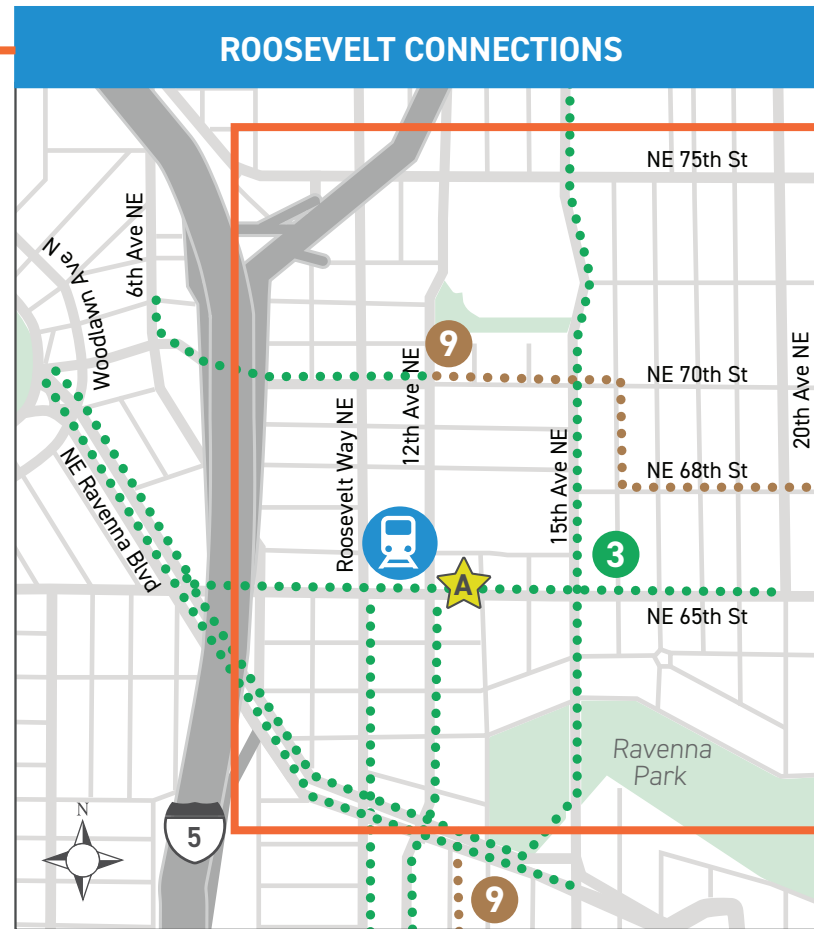 ROOSEVELT CONNECTIONS
NE 75th St
6th Ave NE
Woodlawn Ave N
9
20th Ave NE
NE 70th St
12th Ave NE
Roosevelt Way NE
NE 68th St
15th Ave NE
NE Ravenna Blvd
3
A
NE 65th St
Ravenna
Park
N
5
9